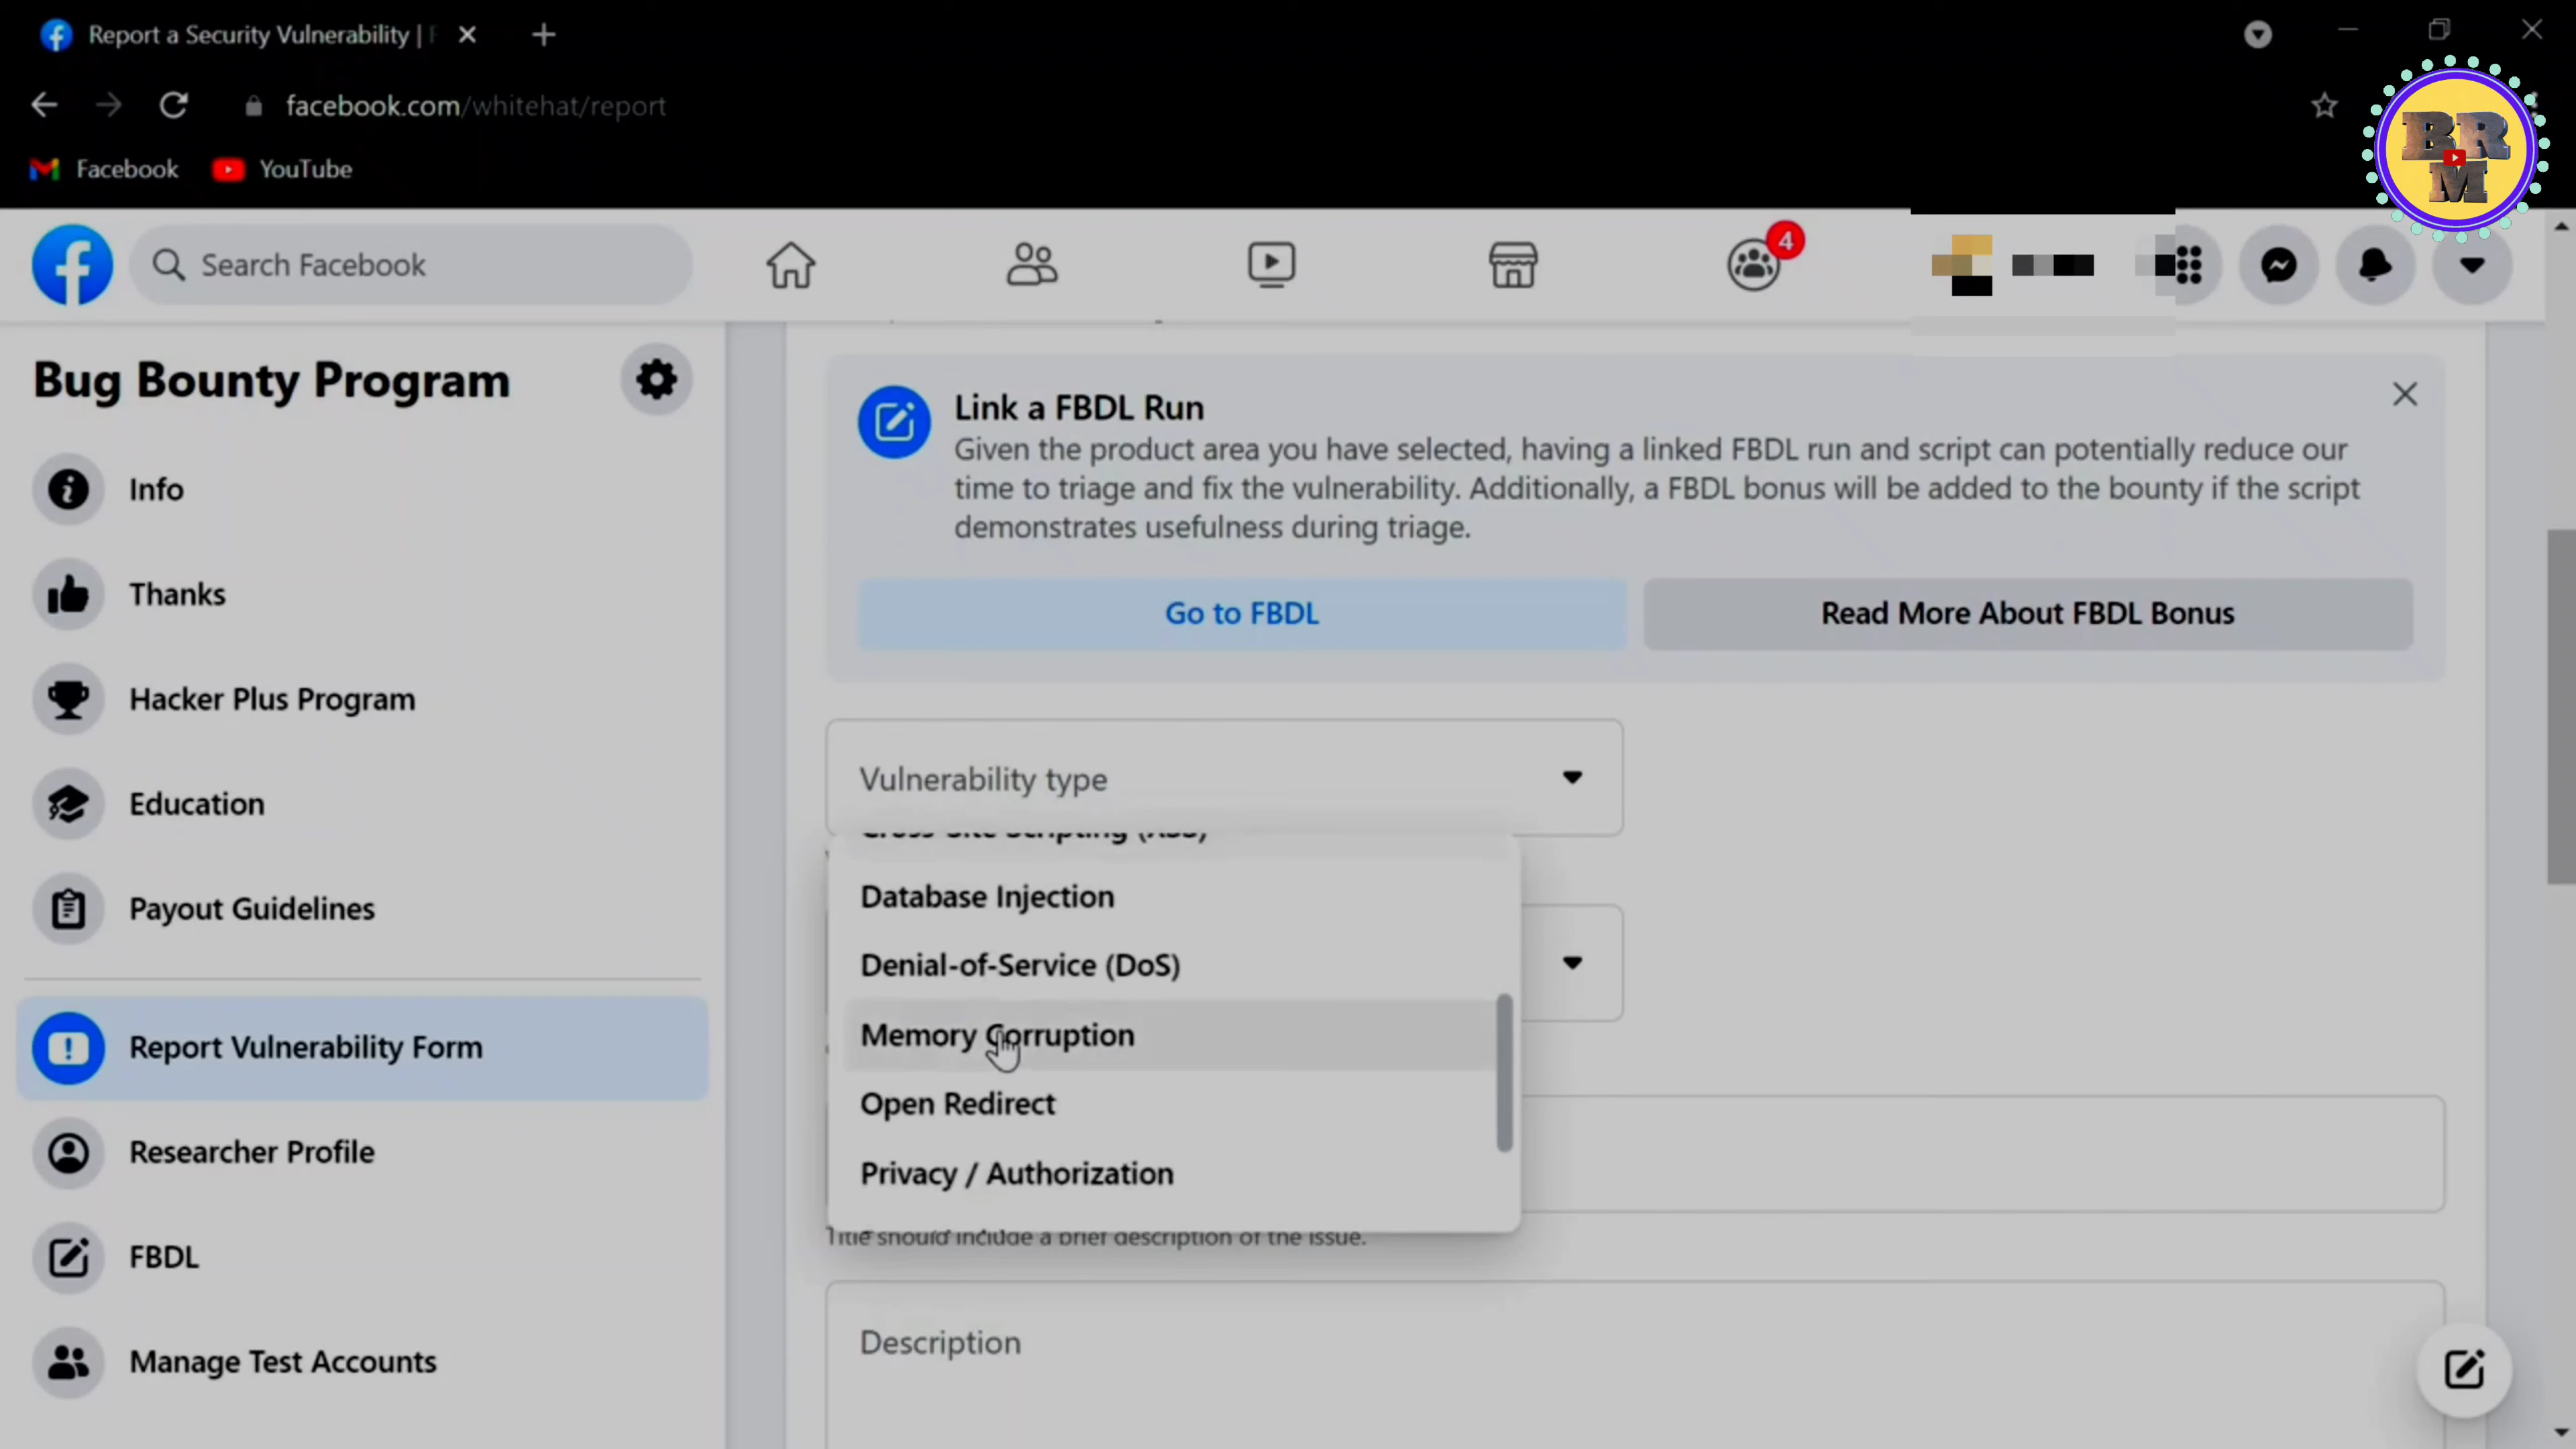 Report a Security Vulnerability |
facebook.com/whitehat/report
Facebook
YouTube
BR
M
Search Facebook
4
Bug Bounty Program
Info
Thanks
Hacker Plus Program
Education
Payout Guidelines
Report Vulnerability Form
Researcher Profile
FBDL
Manage Test Accounts
Link a FBDL Run
Given the product area you have selected, having a linked FBDL run and script can potentially reduce our
time to triage and fix the vulnerability. Additionally, a FBDL bonus will be added to the bounty if the script
demonstrates usefulness during triage.
Go to FBDL
Read More About FBDL Bonus
Vulnerability type
Cross-Site Scripting (XSS)
Database Injection
Denial-of-Service (DoS)
Memory Corruption
Open Redirect
Privacy / Authorization
Title should include a brief description of the issue.
Description